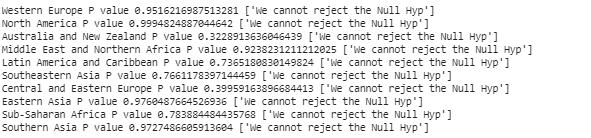 Western Europe P value 0.9516216987513281 ['We cannot reject the Null Hyp']
North America P value 0.9994824887044642 ['We cannot reject the Null Hyp']
Australia and New Zealand P value 0.3228913636046439 ['We cannot reject the Null Hyp']
Middle East and Northern Africa P value 0.9238231211212025 ['We cannot reject the Null Hyp']
Latin America and Caribbean P value 0.7365180830149824 ['We cannot reject the Null Hyp']
Southeastern Asia P value 0.7661178397144459 ['We cannot reject the Null Hyp']
Central and Eastern Europe P value 0.39959163896684413 ['We cannot reject the Null Hyp']
Eastern Asia P value 0.9760487664526936 ['We cannot reject the Null Hyp']
Sub-Saharan Africa P value 0.783884484435768 ['We cannot reject the Null Hyp']
Southern Asia P value 0.9727486605913604 ['We cannot reject the Null Hyp']